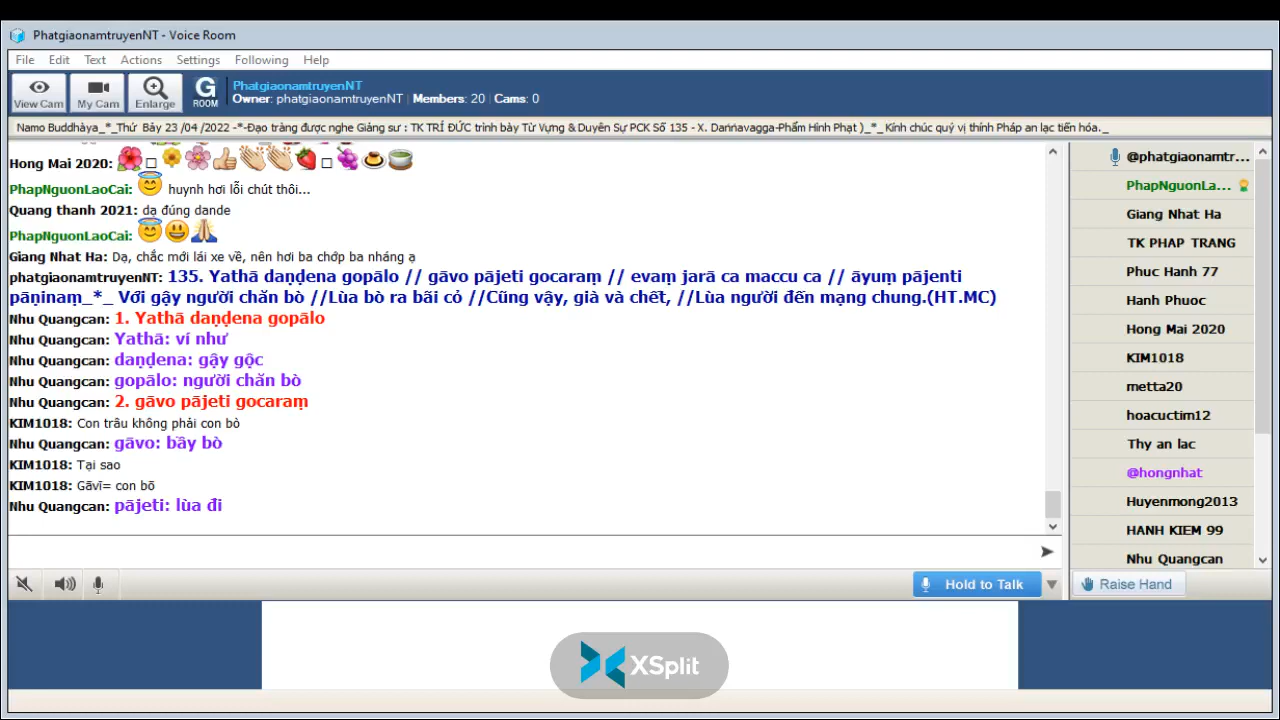 PhatgiaonamtruyenNT - Voice Room
File Edit Text Actions Settings Following Help
View Cam My Cam Enlarge G ROOM
PhatgiaonamtruyenNT
Owner: phatgiaonamtruyenNT | Members: 20 | Cams: 0
Namo Buddhàya_*_Thứ Bảy 23 /04 /2022 -*-Đạo tràng được nghe Giảng sư : TK TRÍ ĐỨC trình bày Từ Vựng & Duyên Sự PCK Số 135 - X. Daṇṇavagga-Phẩm Hình Phạt )_*_ Kính chúc quý vị thính Pháp an lạc tiến hóa._
Hong Mai 2020:
PhapNguonLaoCai: huynh hơi lỗi chút thôi...
Quang thanh 2021: dạ đúng dande
PhapNguonLaoCai:
Giang Nhat Ha: Dạ, chắc mới lái xe về, nên hơi ba chớp ba nháng ạ
phatgiaonamtruyenNT: 135. Yathā daṇḍena gopālo // gāvo pājeti gocaraṃ // evaṃ jarā ca maccu ca // āyuṃ pājenti
pāṇinaṃ_*_ Với gậy người chăn bò //Lùa bò ra bãi cỏ //Cũng vậy, già và chết, //Lùa người đến mạng chung.(HT.MC)
Nhu Quangcan: 1. Yathā daṇḍena gopālo
Nhu Quangcan: Yathā: ví như
Nhu Quangcan: daṇḍena: gậy gộc
Nhu Quangcan: gopālo: người chăn bò
Nhu Quangcan: 2. gāvo pājeti gocaraṃ
KIM1018: Con trâu không phải con bò
Nhu Quangcan: gāvo: bầy bò
KIM1018: Tại sao
KIM1018: Gāvī= con bõ
Nhu Quangcan: pājeti: lùa đi
@phatgiaonamtr...
PhapNguonLa...
Giang Nhat Ha
TK PHAP TRANG
Phuc Hanh 77
Hanh Phuoc
Hong Mai 2020
KIM1018
metta20
hoacuctim12
Thy an lac
@hongnhat
Huyenmong2013
HANH KIEM 99
Nhu Quangcan
Hold to Talk
Raise Hand
XSplit